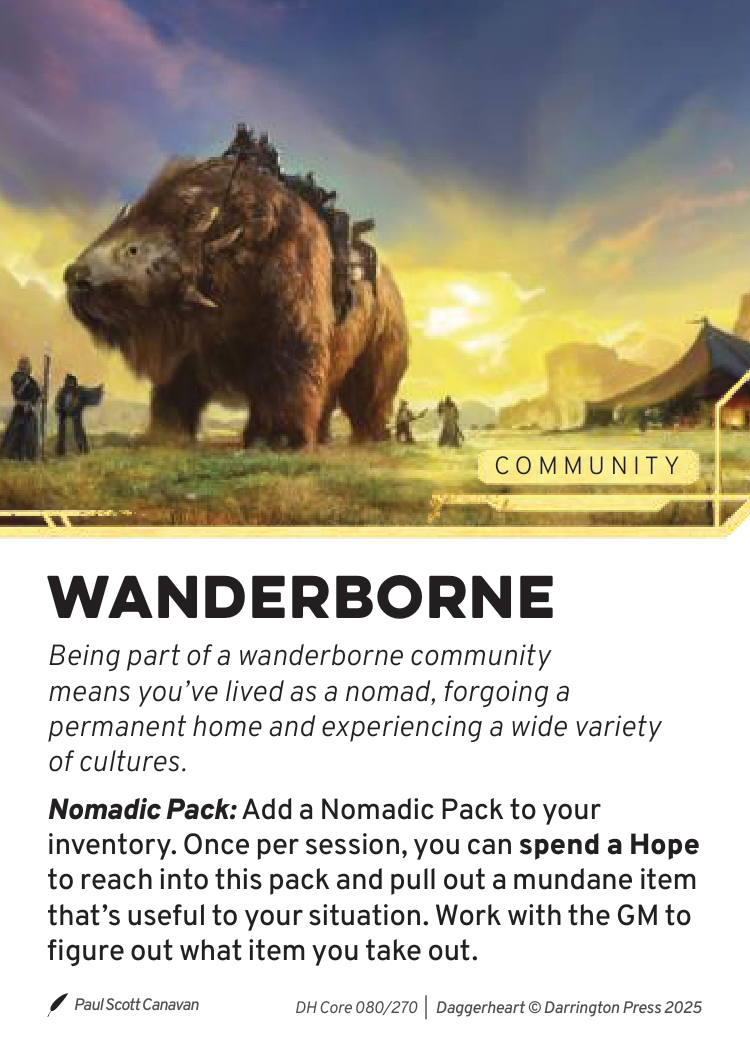 COMMUNITY
WANDERBORNE
Being part of a wanderborne community
means you’ve lived as a nomad, forgoing a
permanent home and experiencing a wide variety
of cultures.
Nomadic Pack: Add a Nomadic Pack to your
inventory. Once per session, you can spend a Hope
to reach into this pack and pull out a mundane item
that’s useful to your situation. Work with the GM to
figure out what item you take out.
Paul Scott Canavan
DH Core 080/270 | Daggerheart © Darrington Press 2025